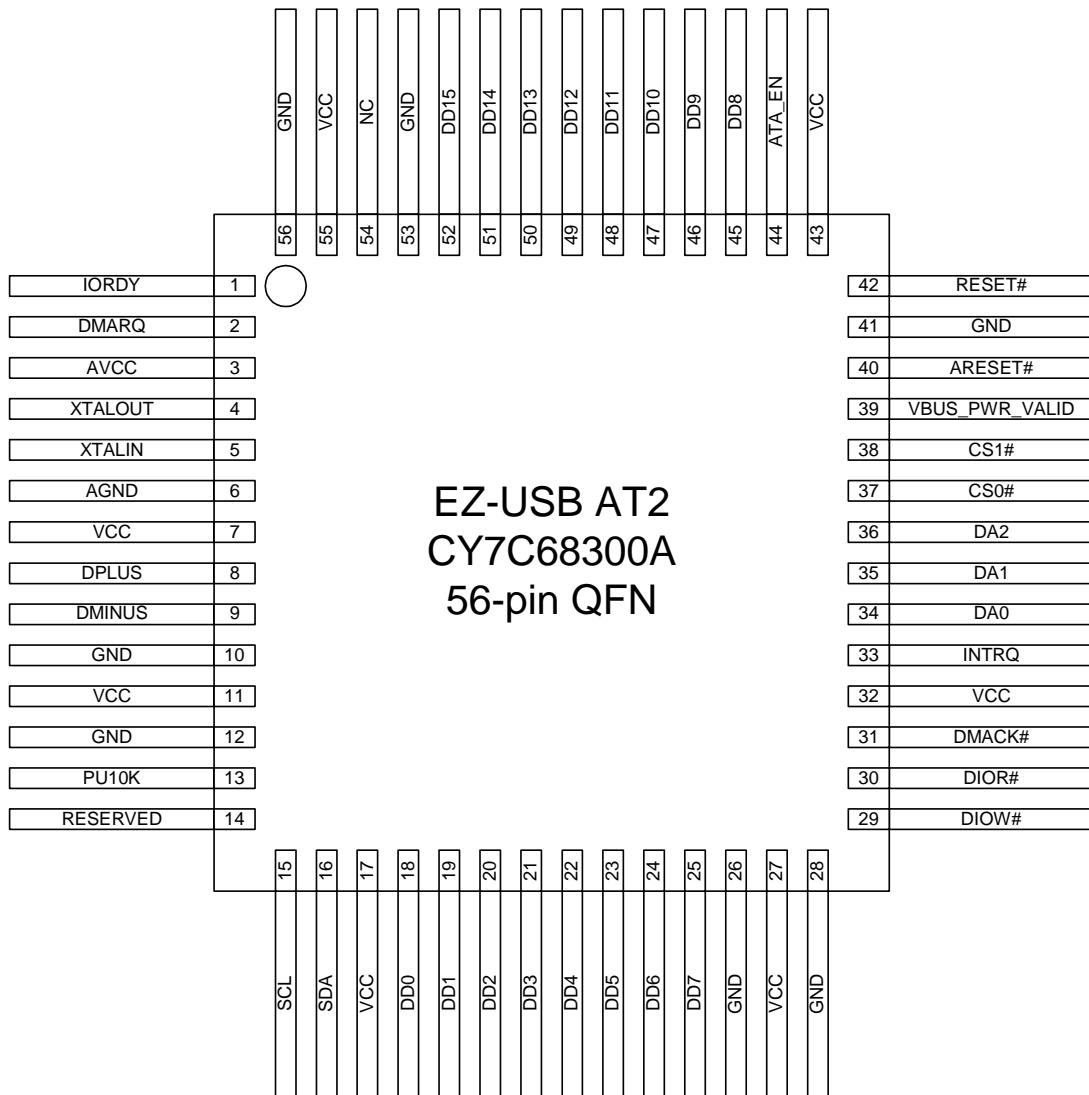 GND
VCC
NC
GND
DD15
DD14
DD13
DD12
DD11
DD10
DD9
DD8
ATA_EN
VCC
56
55
54
53
52
51
50
49
48
47
46
45
44
43
IORDY 1
DMARQ 2
AVCC 3
XTALOUT 4
XTALIN 5
AGND 6
VCC 7
DPLUS 8
DMINUS 9
GND 10
VCC 11
GND 12
PU10K 13
RESERVED 14
EZ-USB AT2
CY7C68300A
56-pin QFN
42 RESET#
41 GND
40 ARESET#
39 VBUS_PWR_VALID
38 CS1#
37 CS0#
36 DA2
35 DA1
34 DA0
33 INTRQ
32 VCC
31 DMACK#
30 DIOR#
29 DIOW#
15
16
17
18
19
20
21
22
23
24
25
26
27
28
SCL
SDA
VCC
DD0
DD1
DD2
DD3
DD4
DD5
DD6
DD7
GND
VCC
GND